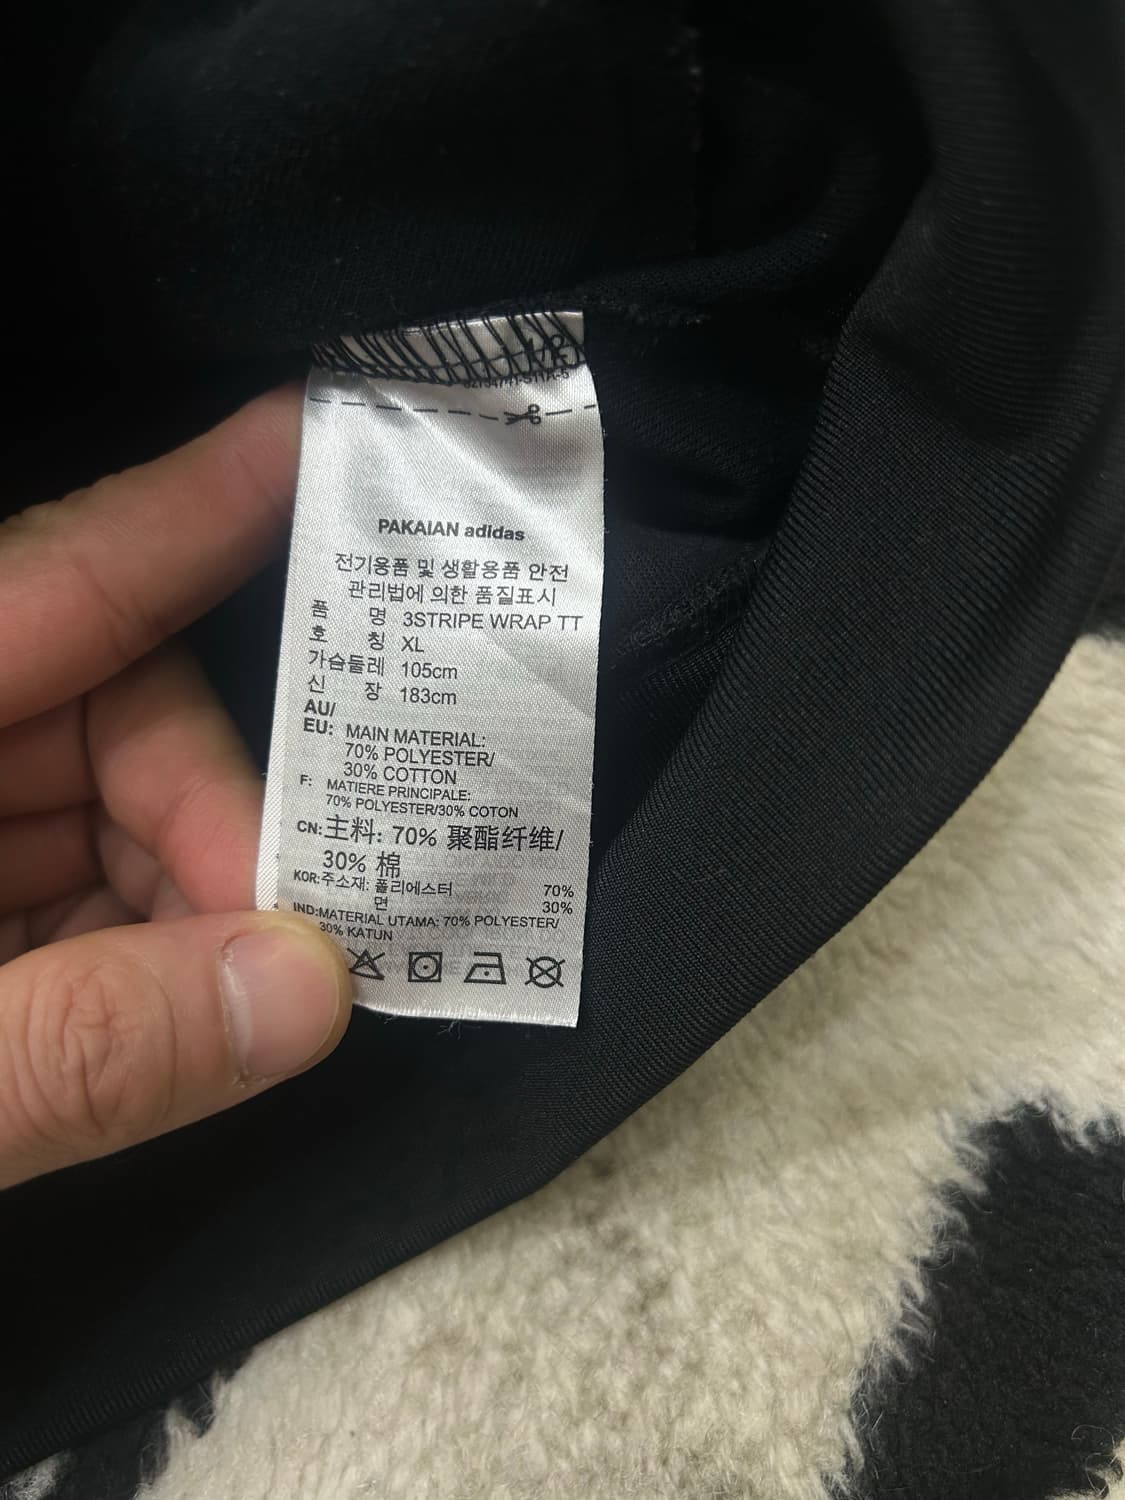 PAKAIAN adidas
전기용품 및 생활용품 안전
관리법에 의한 품질표시
품 명 3STRIPE WRAP TT
호 칭 XL
가슴둘레 105cm
신 장 183cm
AU/
EU: MAIN MATERIAL:
70% POLYESTER/
30% COTTON
F: MATIERE PRINCIPALE:
70% POLYESTER/30% COTON
CN:主料: 70% 聚酯纤维/
30% 棉
KOR:주소재: 폴리에스터 70%
면 30%
IND:MATERIAL UTAMA: 70% POLYESTER/
30% KATUN